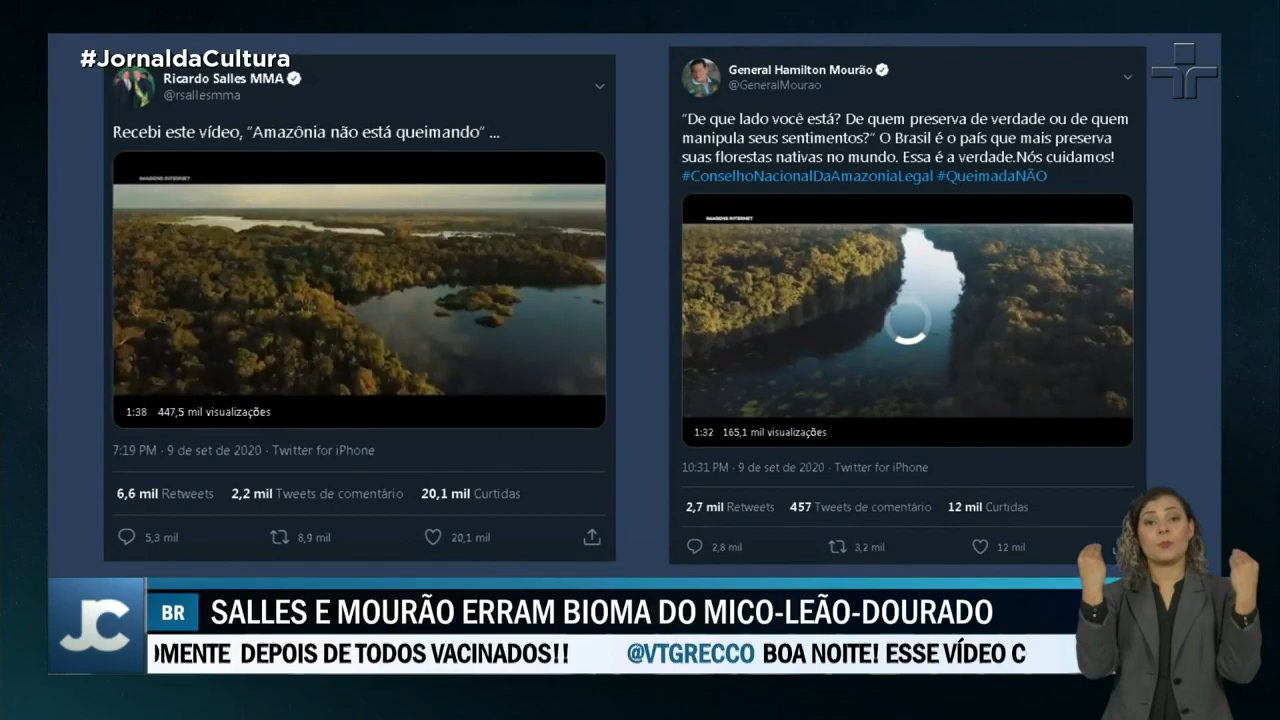 #JornaldaCultura
Ricardo Salles MMA
@rsallesmma
Recebi este vídeo, "Amazônia não está queimando" ...
IMAGENS INTERNET
1:38 447,5 mil visualizações
7:19 PM · 9 de set de 2020 · Twitter for iPhone
6,6 mil Retweets 2,2 mil Tweets de comentário 20,1 mil Curtidas
5,3 mil 8,9 mil 20,1 mil
General Hamilton Mourão
@GeneralMourao
"De que lado você está? De quem preserva de verdade ou de quem
manipula seus sentimentos?" O Brasil é o país que mais preserva
suas florestas nativas no mundo. Essa é a verdade.Nós cuidamos!
#ConselhoNacionalDaAmazoniaLegal #QueimadaNÃO
IMAGENS INTERNET
1:32 165,1 mil visualizações
10:31 PM · 9 de set de 2020 · Twitter for iPhone
2,7 mil Retweets 457 Tweets de comentário 12 mil Curtidas
2,8 mil 3,2 mil 12 mil
JC
BR SALLES E MOURÃO ERRAM BIOMA DO MICO-LEÃO-DOURADO
OMENTE DEPOIS DE TODOS VACINADOS!! @VTGRECCO BOA NOITE! ESSE VÍDEO C